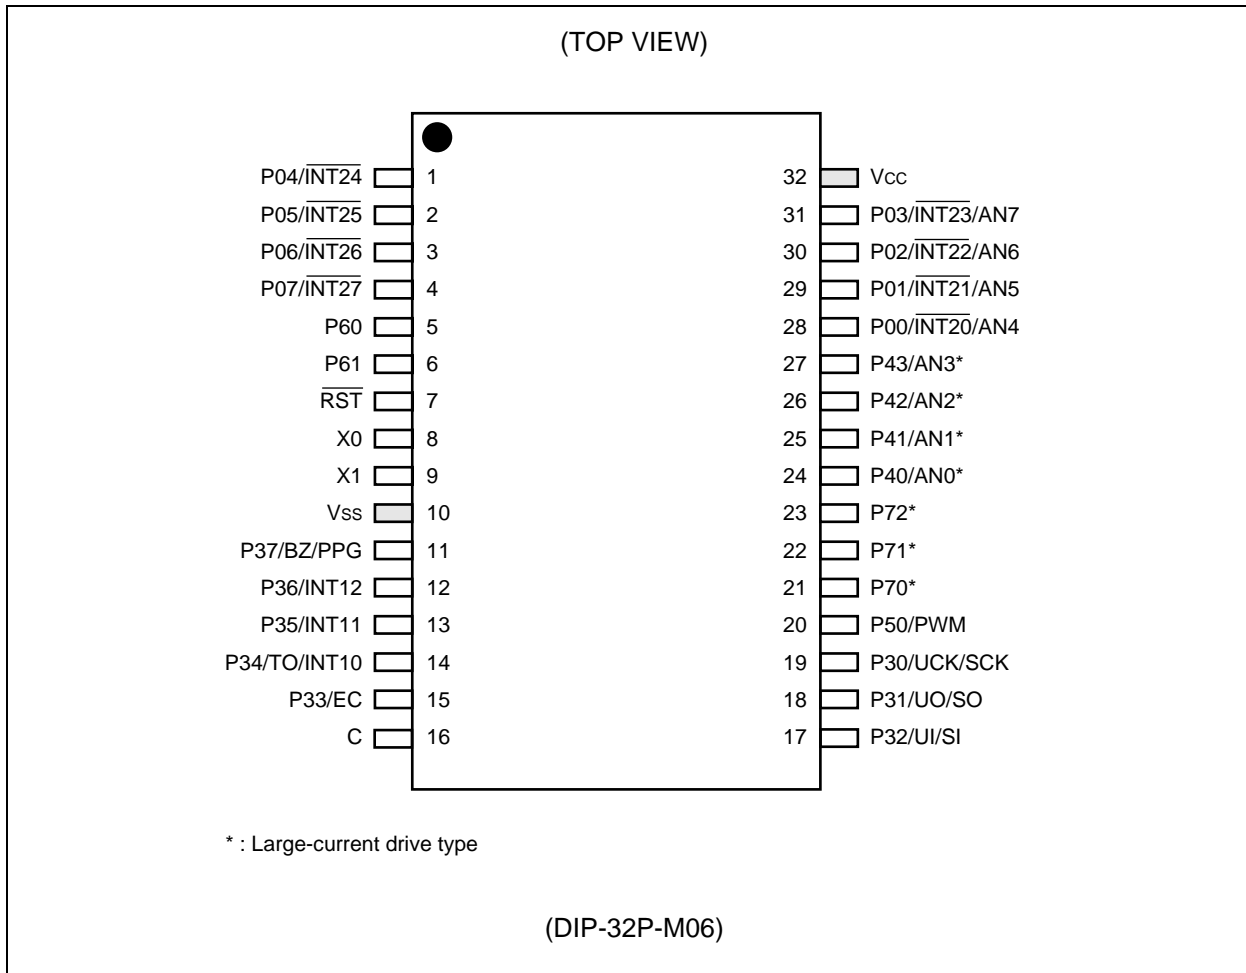 (TOP VIEW)
P04/INT24 1 32 Vcc
P05/INT25 2 31 P03/INT23/AN7
P06/INT26 3 30 P02/INT22/AN6
P07/INT27 4 29 P01/INT21/AN5
P60 5 28 P00/INT20/AN4
P61 6 27 P43/AN3*
RST 7 26 P42/AN2*
X0 8 25 P41/AN1*
X1 9 24 P40/AN0*
Vss 10 23 P72*
P37/BZ/PPG 11 22 P71*
P36/INT12 12 21 P70*
P35/INT11 13 20 P50/PWM
P34/TO/INT10 14 19 P30/UCK/SCK
P33/EC 15 18 P31/UO/SO
C 16 17 P32/UI/SI
* : Large-current drive type
(DIP-32P-M06)